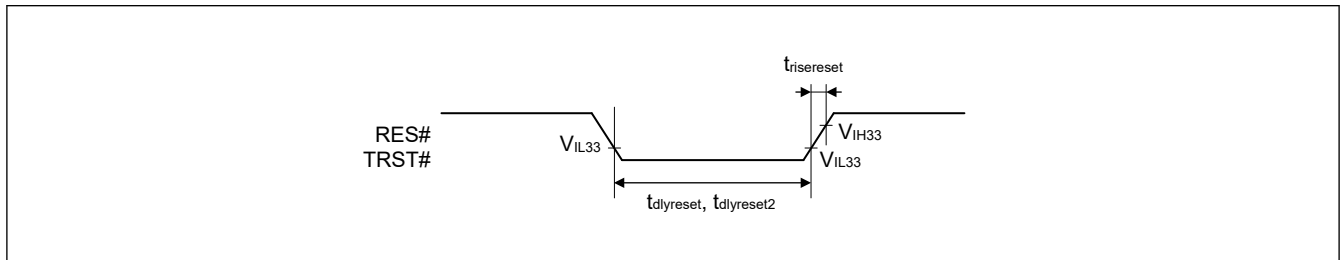 trisereset
RES#
TRST#
VIL33
VIH33
VIL33
tdlyreset, tdlyreset2